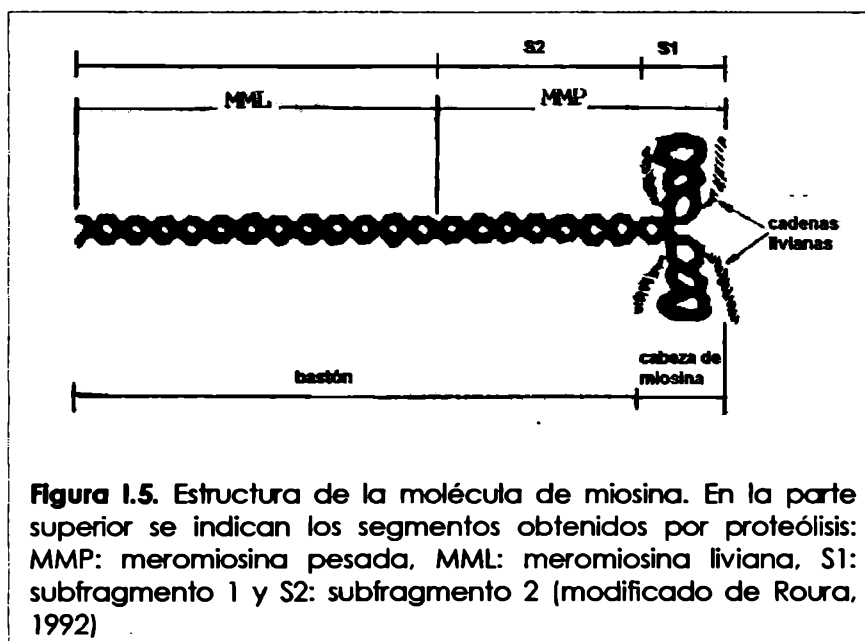 S2 S1
MML MMP
cadenas
livianas
bastón
cabeza de
miosina
Figura I.5. Estructura de la molécula de miosina. En la parte
superior se indican los segmentos obtenidos por proteólisis:
MMP: meromiosina pesada, MML: meromiosina liviana, S1:
subfragmento 1 y S2: subfragmento 2 (modificado de Roura,
1992)